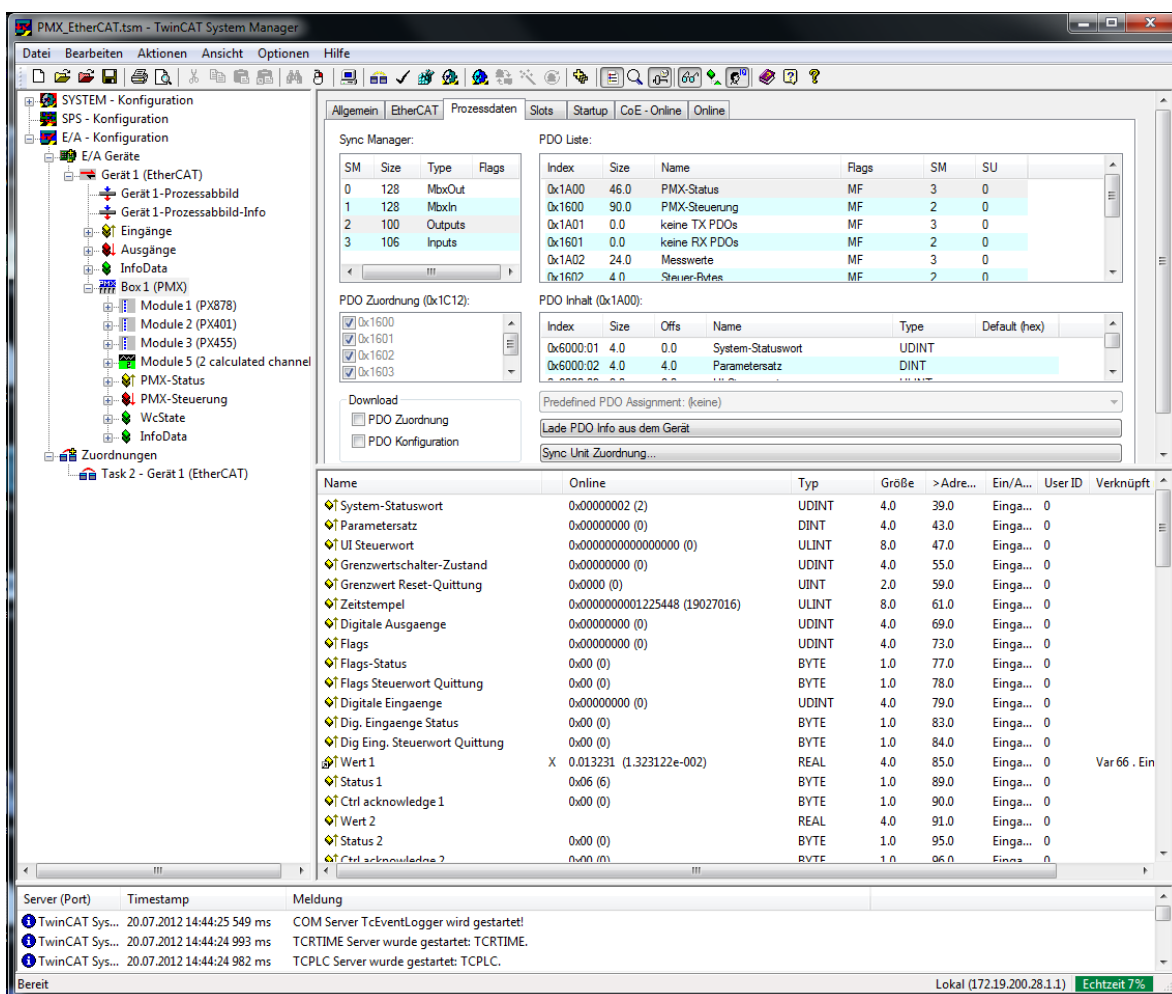 PMX_EtherCAT.tsm - TwinCAT System Manager
Datei Bearbeiten Aktionen Ansicht Optionen Hilfe
SYSTEM - Konfiguration
SPS - Konfiguration
E/A - Konfiguration
E/A Geräte
Gerät 1 (EtherCAT)
Gerät 1-Prozessabbild
Gerät 1-Prozessabbild-Info
Eingänge
Ausgänge
InfoData
Box 1 (PMX)
Module 1 (PX878)
Module 2 (PX401)
Module 3 (PX455)
Module 5 (2 calculated channel
PMX-Status
PMX-Steuerung
WcState
InfoData
Zuordnungen
Task 2 - Gerät 1 (EtherCAT)
Allgemein EtherCAT Prozessdaten Slots Startup CoE - Online Online
Sync Manager:
SM Size Type Flags
0 128 MbxOut
1 128 MbxIn
2 100 Outputs
3 106 Inputs
PDO Liste:
Index Size Name Flags SM SU
0x1A00 46.0 PMX-Status MF 3 0
0x1600 90.0 PMX-Steuerung MF 2 0
0x1A01 0.0 keine TX PDOs MF 3 0
0x1601 0.0 keine RX PDOs MF 2 0
0x1A02 24.0 Messwerte MF 3 0
0x1602 4.0 Steuer-Bytes MF 2 0
PDO Zuordnung (0x1C12):
0x1600
0x1601
0x1602
0x1603
PDO Inhalt (0x1A00):
Index Size Offs Name Type Default (hex)
0x6000:01 4.0 0.0 System-Statuswort UDINT
0x6000:02 4.0 4.0 Parametersatz DINT
Download
PDO Zuordnung
PDO Konfiguration
Predefined PDO Assignment: (keine)
Lade PDO Info aus dem Gerät
Sync Unit Zuordnung...
Name Online Typ Größe >Adre... Ein/A... User ID Verknüpft
System-Statuswort 0x00000002 (2) UDINT 4.0 39.0 Einga... 0
Parametersatz 0x00000000 (0) DINT 4.0 43.0 Einga... 0
UI Steuerwort 0x0000000000000000 (0) ULINT 8.0 47.0 Einga... 0
Grenzwertschalter-Zustand 0x00000000 (0) UDINT 4.0 55.0 Einga... 0
Grenzwert Reset-Quittung 0x0000 (0) UINT 2.0 59.0 Einga... 0
Zeitstempel 0x0000000001225448 (19027016) ULINT 8.0 61.0 Einga... 0
Digitale Ausgaenge 0x00000000 (0) UDINT 4.0 69.0 Einga... 0
Flags 0x00000000 (0) UDINT 4.0 73.0 Einga... 0
Flags-Status 0x00 (0) BYTE 1.0 77.0 Einga... 0
Flags Steuerwort Quittung 0x00 (0) BYTE 1.0 78.0 Einga... 0
Digitale Eingaenge 0x00000000 (0) UDINT 4.0 79.0 Einga... 0
Dig. Eingaenge Status 0x00 (0) BYTE 1.0 83.0 Einga... 0
Dig Eing. Steuerwort Quittung 0x00 (0) BYTE 1.0 84.0 Einga... 0
Wert 1 X 0.013231 (1.323122e-002) REAL 4.0 85.0 Einga... 0 Var 66 . Ein
Status 1 0x06 (6) BYTE 1.0 89.0 Einga... 0
Ctrl acknowledge 1 0x00 (0) BYTE 1.0 90.0 Einga... 0
Wert 2 REAL 4.0 91.0 Einga... 0
Status 2 0x00 (0) BYTE 1.0 95.0 Einga... 0
Ctrl acknowledge 2 0x00 (0) BYTE 1.0 96.0 Einga... 0
Server (Port) Timestamp Meldung
TwinCAT Sys... 20.07.2012 14:44:25 549 ms COM Server TcEventLogger wird gestartet!
TwinCAT Sys... 20.07.2012 14:44:24 993 ms TCRTIME Server wurde gestartet: TCRTIME.
TwinCAT Sys... 20.07.2012 14:44:24 982 ms TCPLC Server wurde gestartet: TCPLC.
Bereit Lokal (172.19.200.28.1.1) Echtzeit 7%